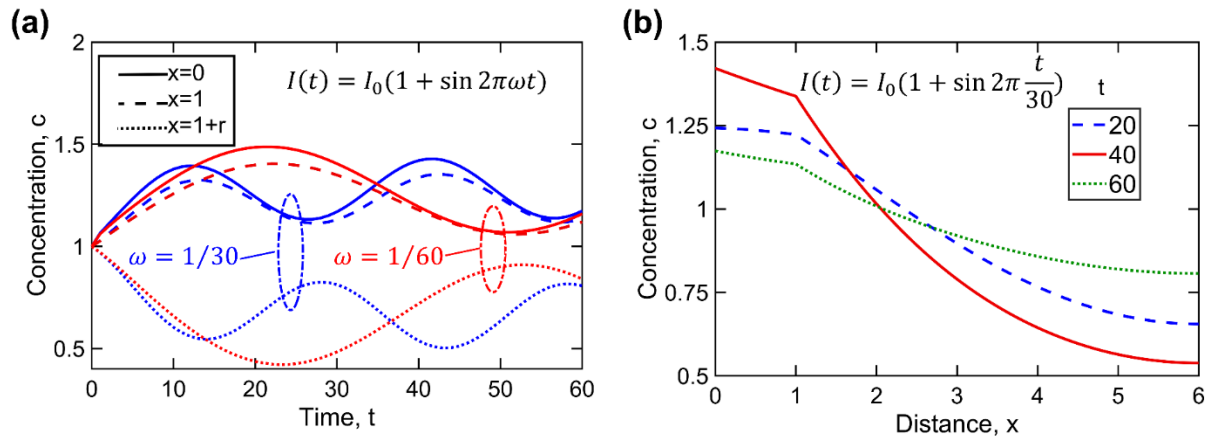 (a)
2
1.5
1
0.5
0
10
20
30
40
50
60
Concentration, c
Time, t
x=0
x=1
x=1+r
I(t) = I₀(1 + sin 2πωt)
ω = 1/30
ω = 1/60
(b)
1.5
1.25
1
0.75
0.5
0
1
2
3
4
5
6
Concentration, c
Distance, x
I(t) = I₀(1 + sin 2π t/30)
t
20
40
60